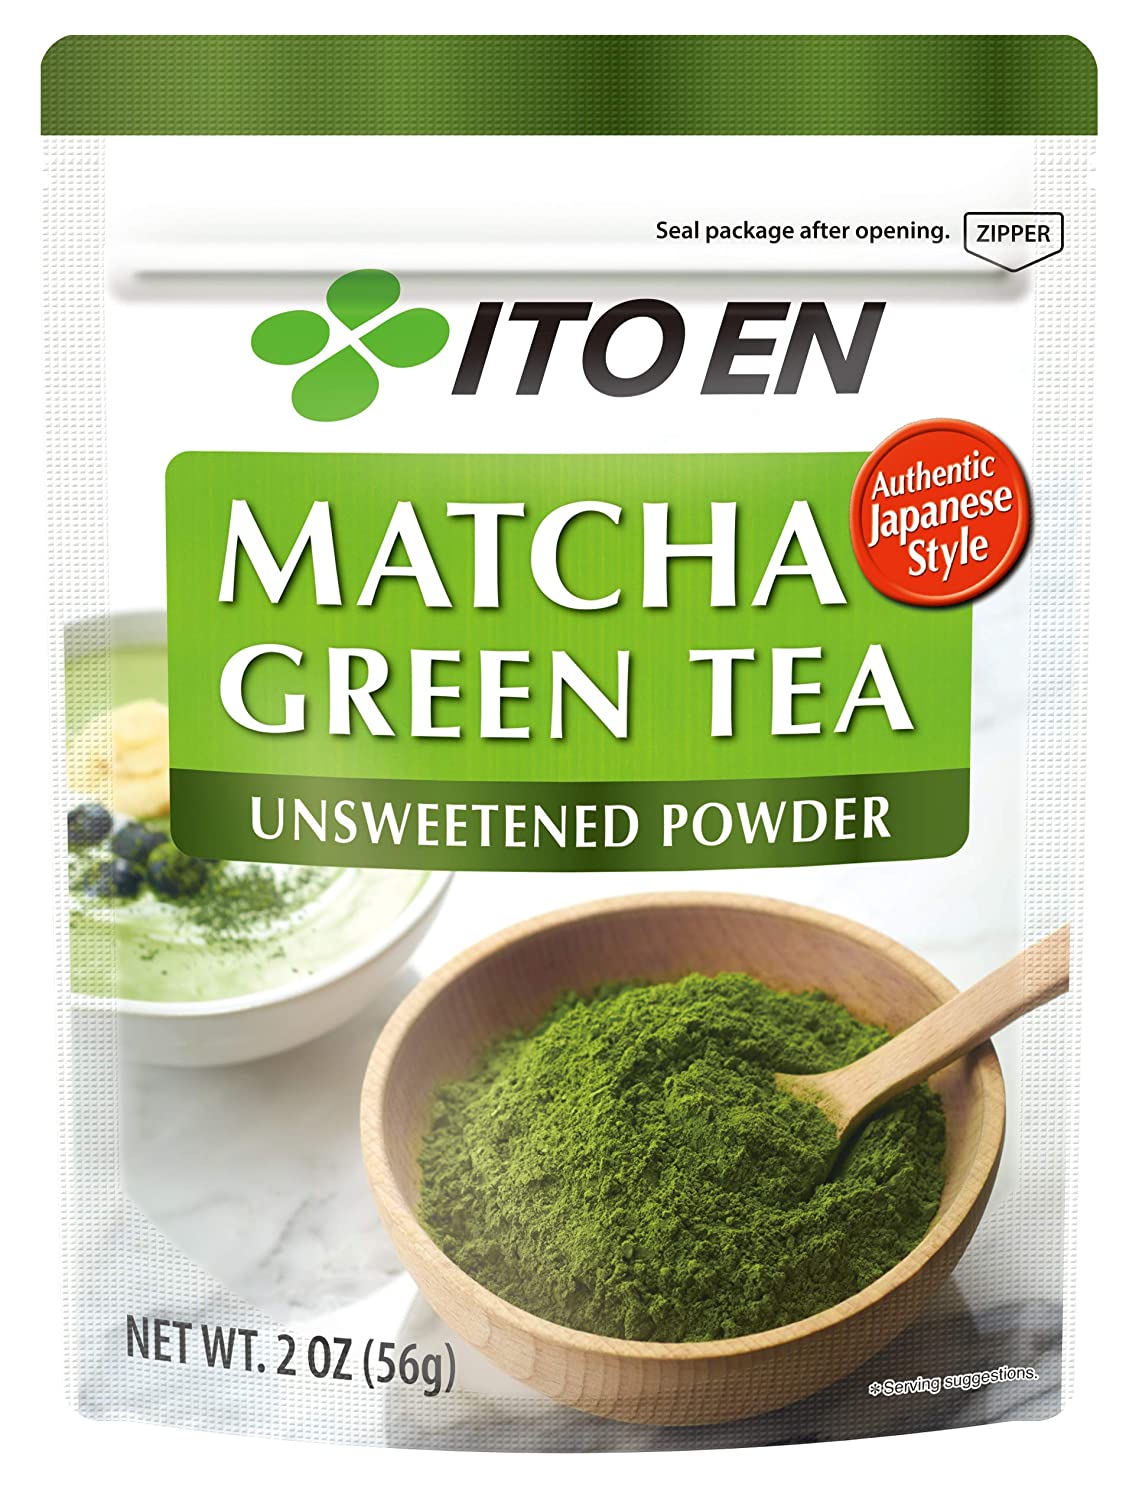 Seal package after opening.
ZIPPER
ITO EN
Authentic
Japanese
Style
MATCHA
GREEN TEA
UNSWEETENED POWDER
NET WT. 2 OZ (56g)
*Serving suggestions.